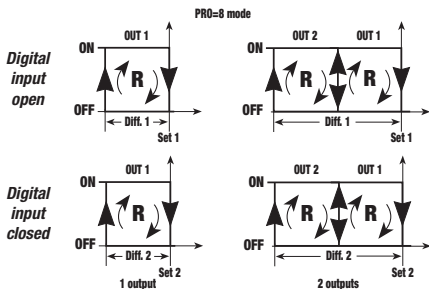 PRO=8 mode
OUT 1
OUT 2 OUT 1
Digital
input
open
ON
R
OFF
Diff. 1
Set 1
ON
R R
OFF
Diff. 1
Set 1
Digital
input
closed
OUT 1
ON
R
OFF
Diff. 2
Set 2
1 output
OUT 2 OUT 1
ON
R R
OFF
Diff. 2
Set 2
2 outputs